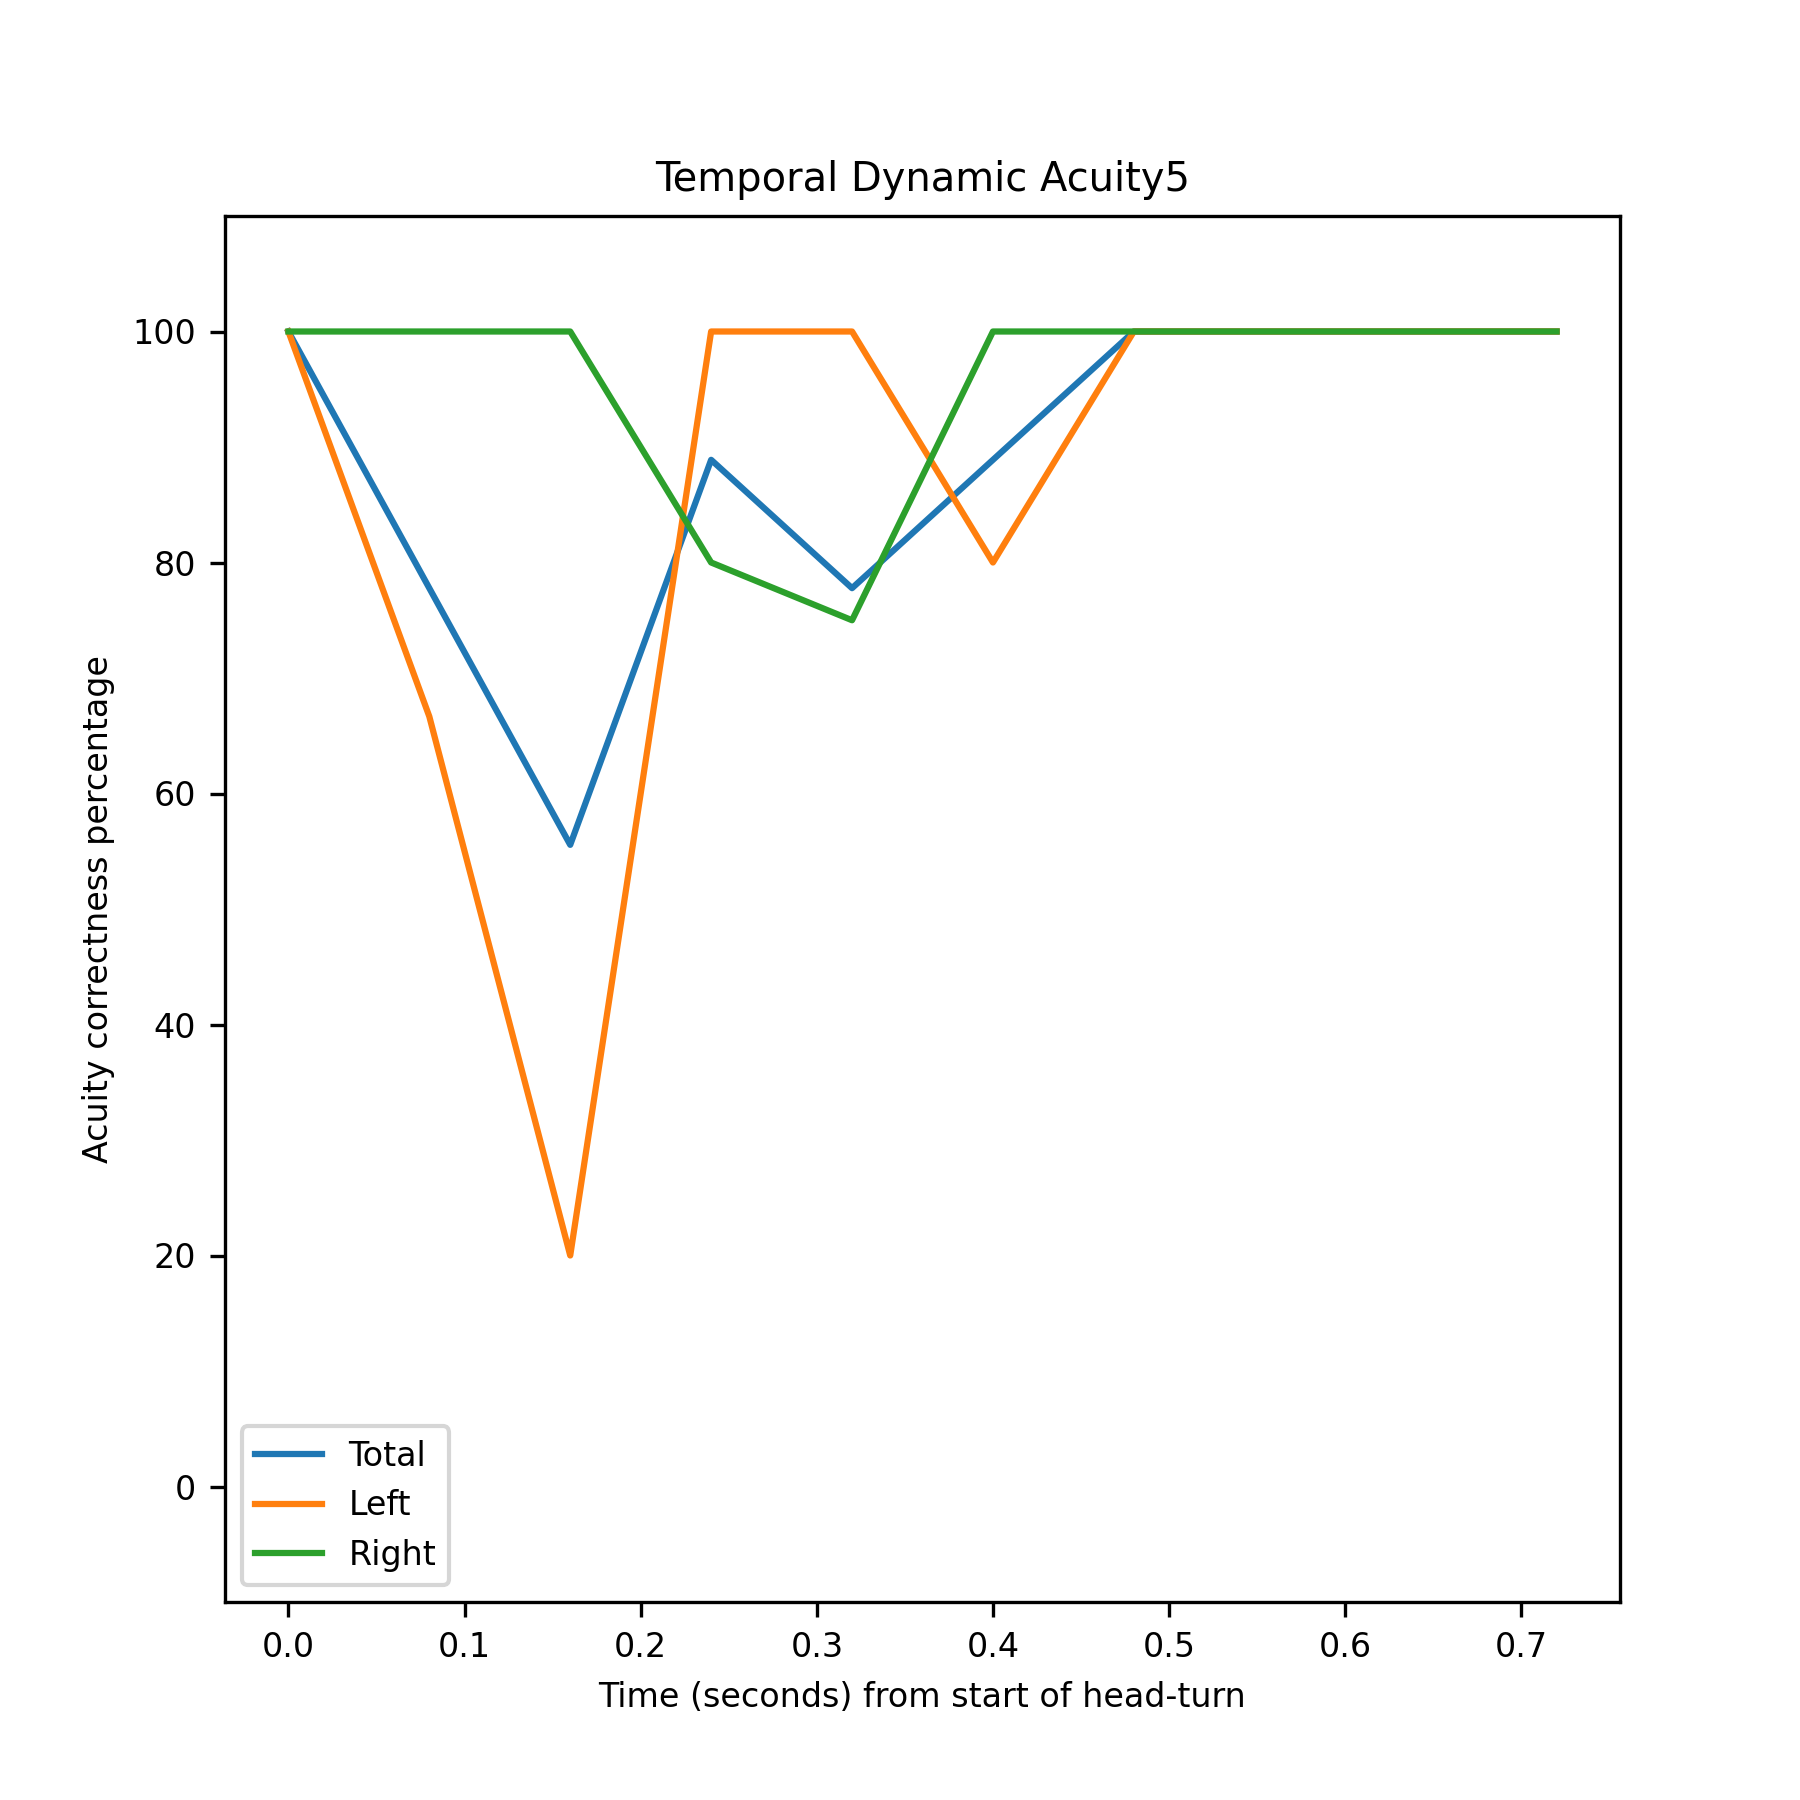 Temporal Dynamic Acuity5
Acuity correctness percentage
100
80
60
40
20
0
Total
Left
Right
0.0 0.1 0.2 0.3 0.4 0.5 0.6 0.7
Time (seconds) from start of head-turn